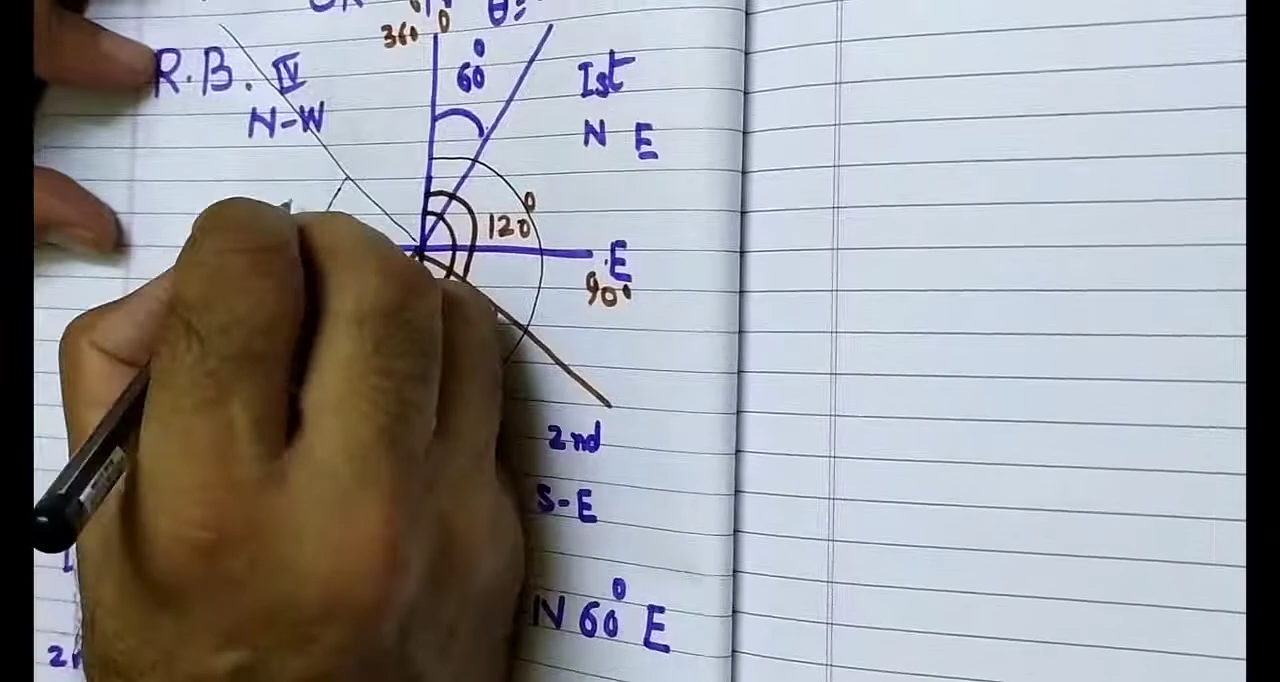 360 0
R.B. IV
60°
Ist
N-W
N E
120°
E
90°
2nd
S-E
N 60° E